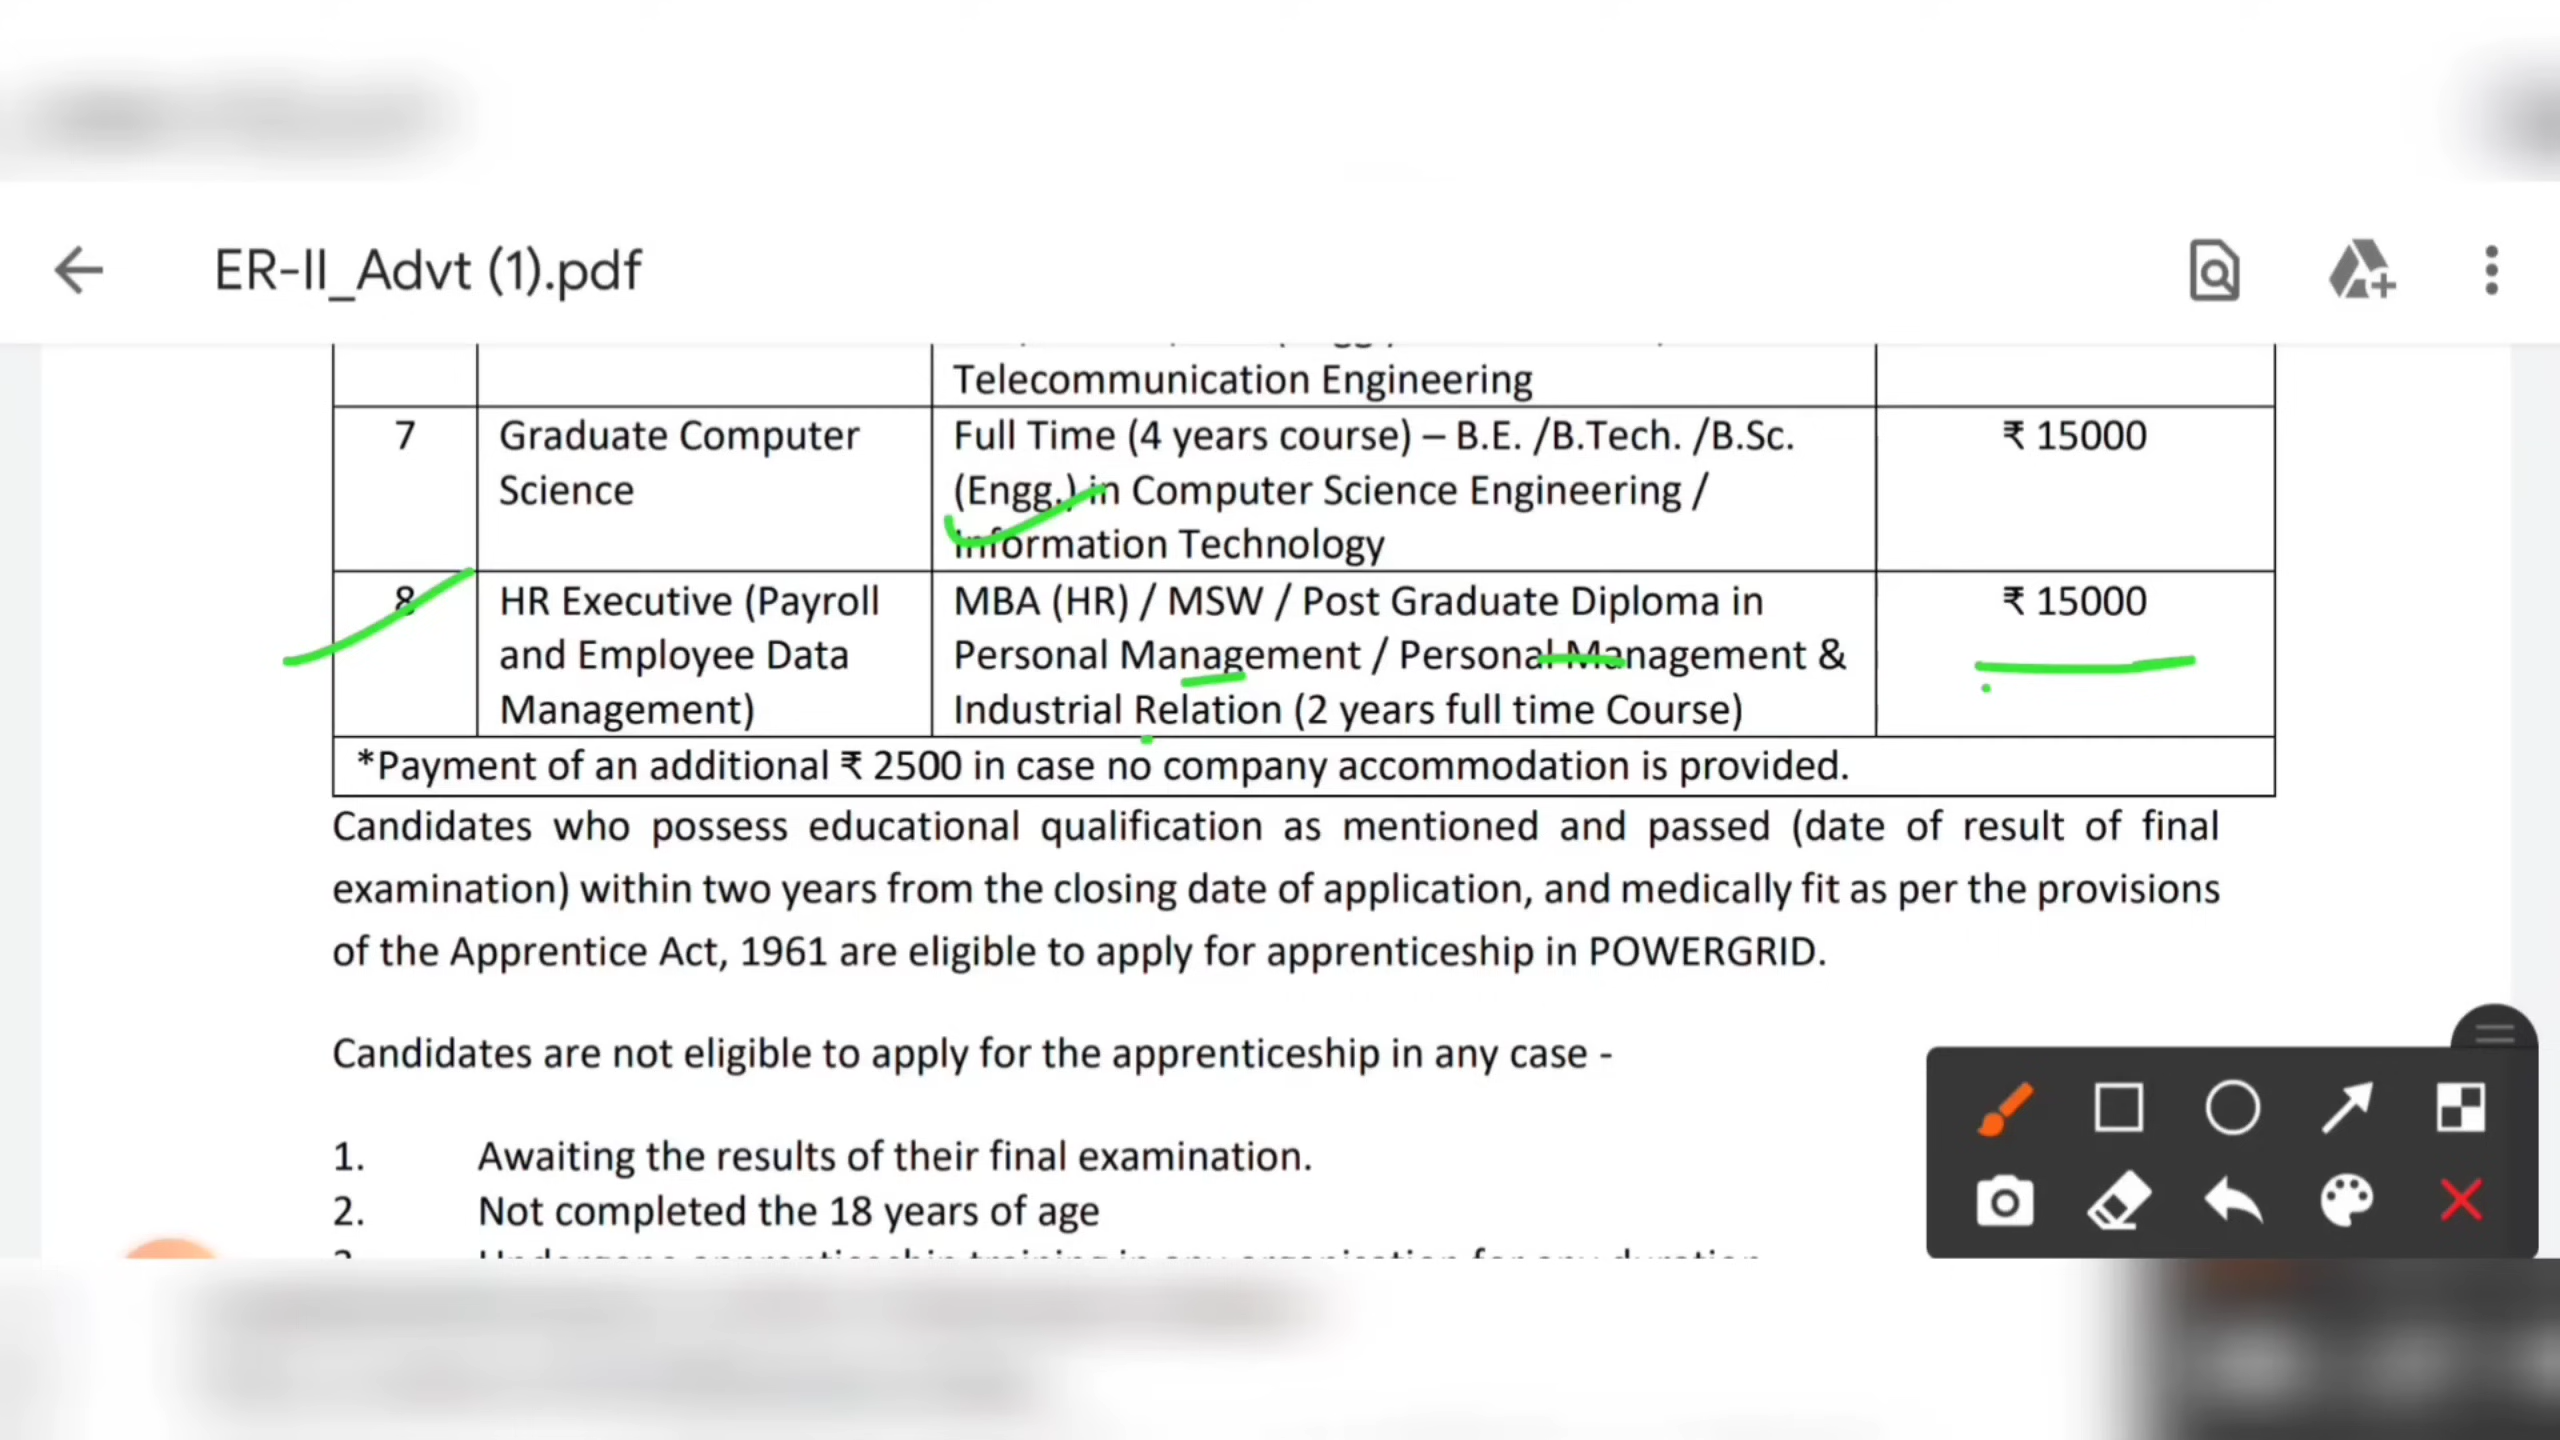 ER-II_Advt (1).pdf
Telecommunication Engineering
7 Graduate Computer Full Time (4 years course) – B.E. /B.Tech. /B.Sc. ₹ 15000
Science (Engg.) in Computer Science Engineering /
Information Technology
8 HR Executive (Payroll MBA (HR) / MSW / Post Graduate Diploma in ₹ 15000
and Employee Data Personal Management / Personal Management &
Management) Industrial Relation (2 years full time Course)
*Payment of an additional ₹ 2500 in case no company accommodation is provided.
Candidates who possess educational qualification as mentioned and passed (date of result of final
examination) within two years from the closing date of application, and medically fit as per the provisions
of the Apprentice Act, 1961 are eligible to apply for apprenticeship in POWERGRID.
Candidates are not eligible to apply for the apprenticeship in any case -
1. Awaiting the results of their final examination.
2. Not completed the 18 years of age